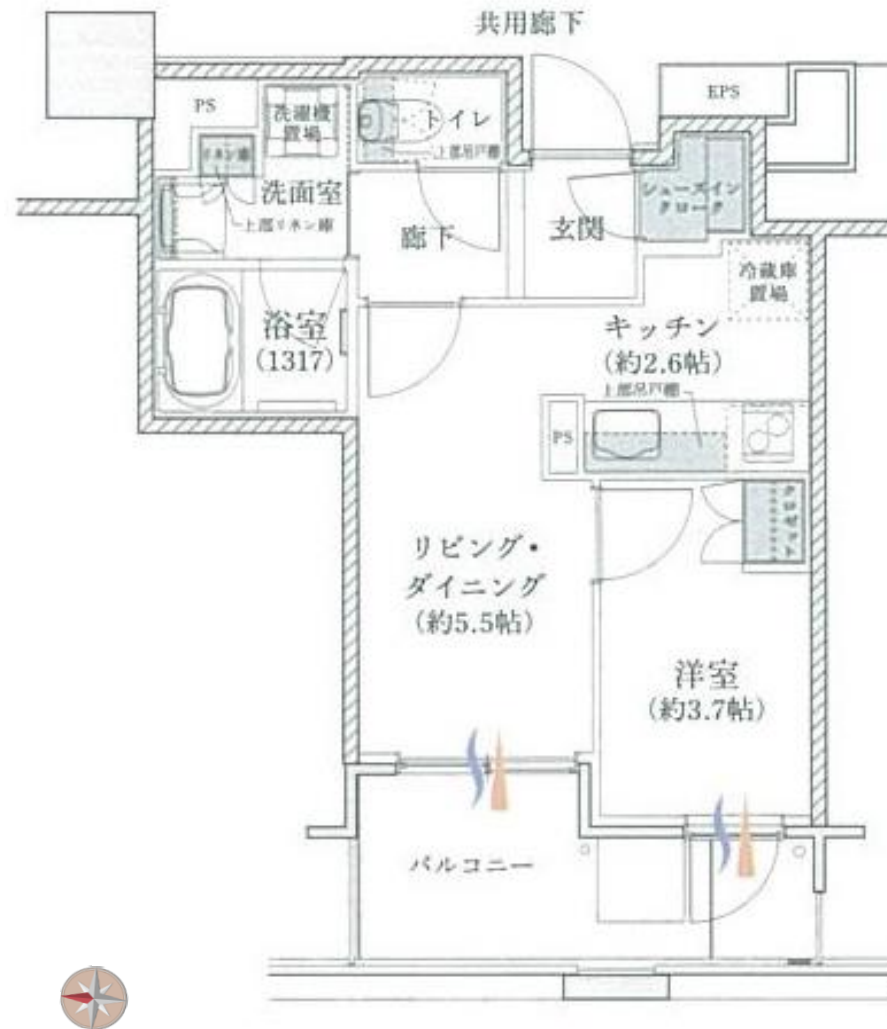 共用廊下
PS
洗濯機
置場
トイレ
上部吊戸棚
EPS
リネン庫
洗面室
上部リネン庫
廊下
玄関
シューズイン
クローク
冷蔵庫
置場
浴室
(1317)
キッチン
(約2.6帖)
上部吊戸棚
PS
クロゼット
リビング・
ダイニング
(約5.5帖)
洋室
(約3.7帖)
バルコニー